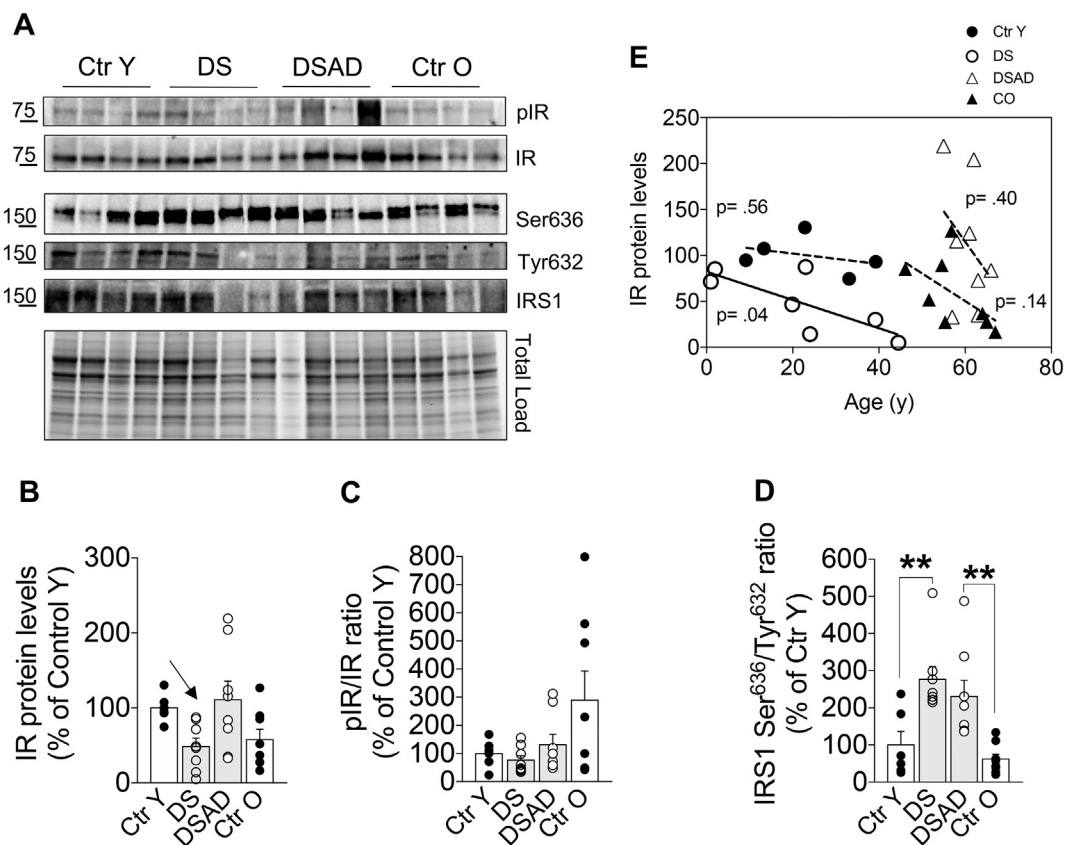 A
Ctr Y DS DSAD Ctr O
75 pIR
75 IR
150 Ser636
150 Tyr632
150 IRS1
Total Load
E
Ctr Y
DS
DSAD
CO
IR protein levels
250
200
150
100
50
0
p= .56
p= .04
p= .40
p= .14
0 20 40 60 80
Age (y)
B
IR protein levels
(% of Control Y)
300
200
100
0
Ctr Y DS DSAD Ctr O
C
pIR/IR ratio
(% of Control Y)
800
700
600
500
400
300
200
100
0
Ctr Y DS DSAD Ctr O
D
IRS1 Ser⁶³⁶/Tyr⁶³² ratio
(% of Ctr Y)
600
500
400
300
200
100
0
** **
Ctr Y DS DSAD Ctr O